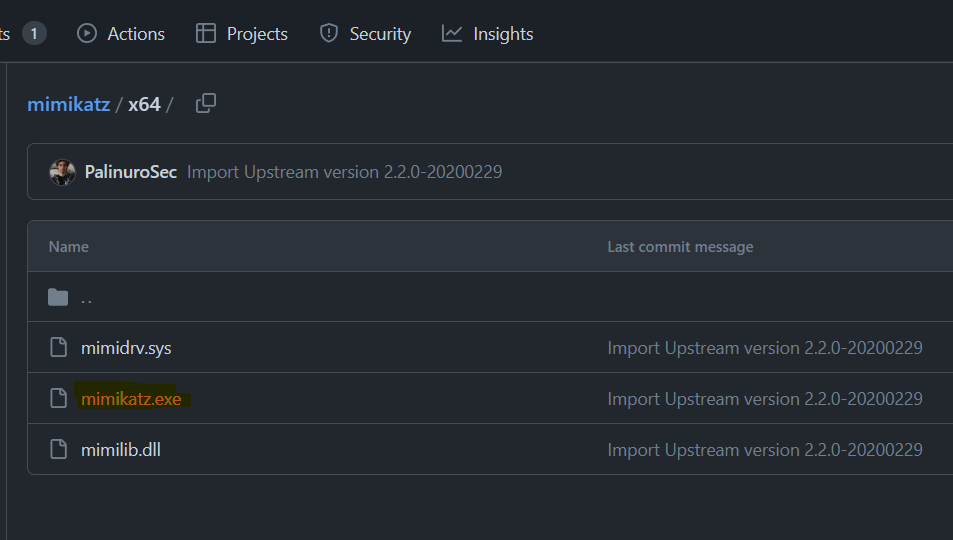 ts 1 Actions Projects Security Insights
mimikatz / x64 /
PalinuroSec Import Upstream version 2.2.0-20200229
Name Last commit message
..
mimidrv.sys Import Upstream version 2.2.0-20200229
mimikatz.exe Import Upstream version 2.2.0-20200229
mimilib.dll Import Upstream version 2.2.0-20200229